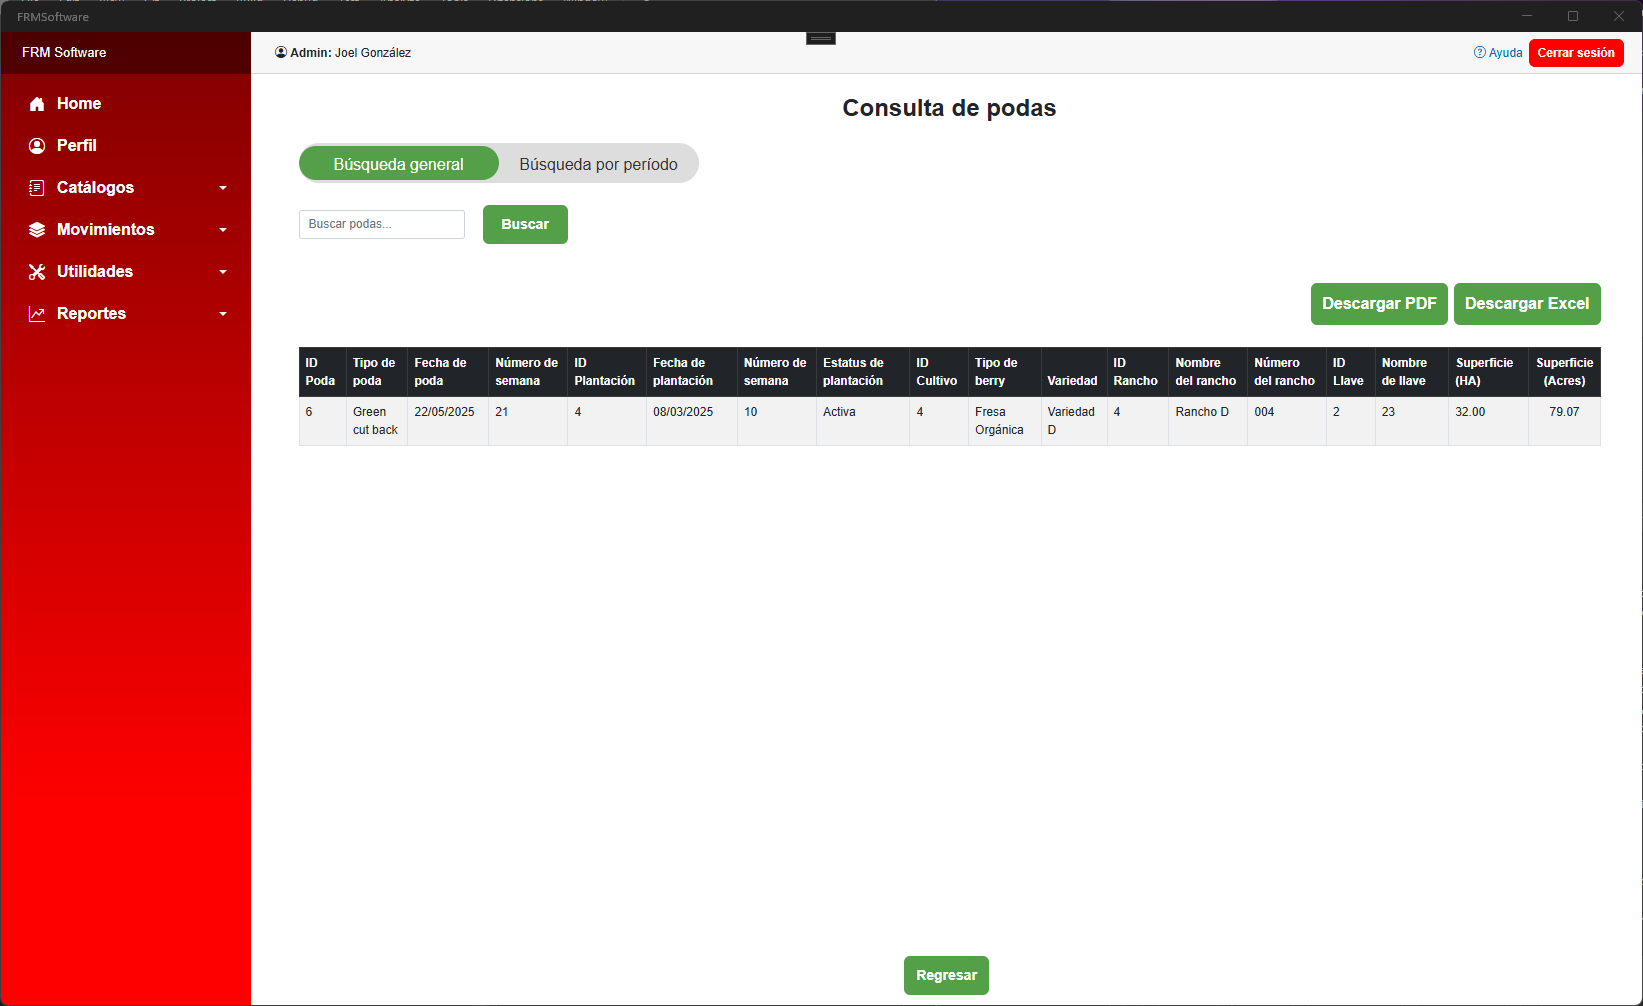 FRMSoftware
FRM Software
Admin: Joel González
Ayuda
Cerrar sesión
Home
Perfil
Catálogos
Movimientos
Utilidades
Reportes
Consulta de podas
Búsqueda general
Búsqueda por período
Buscar podas...
Buscar
Descargar PDF
Descargar Excel
ID Poda
Tipo de poda
Fecha de poda
Número de semana
ID Plantación
Fecha de plantación
Número de semana
Estatus de plantación
ID Cultivo
Tipo de berry
Variedad
ID Rancho
Nombre del rancho
Número del rancho
ID Llave
Nombre de llave
Superficie (HA)
Superficie (Acres)
6
Green cut back
22/05/2025
21
4
08/03/2025
10
Activa
4
Fresa Orgánica
Variedad D
4
Rancho D
004
2
23
32.00
79.07
Regresar